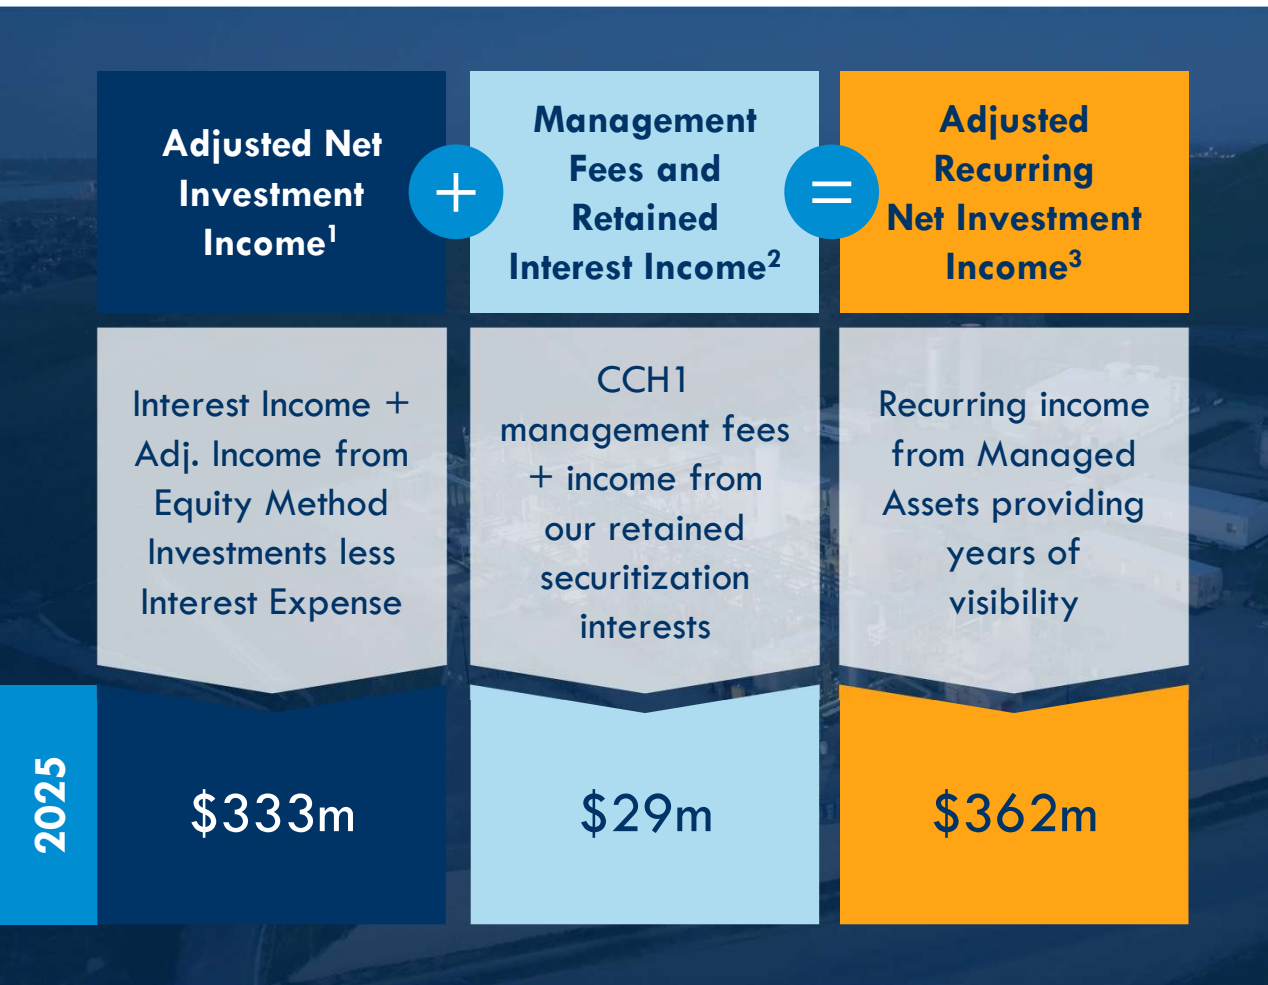 Adjusted Net
Investment
Income¹
+
Management
Fees and
Retained
Interest Income²
=
Adjusted
Recurring
Net Investment
Income³
Interest Income +
Adj. Income from
Equity Method
Investments less
Interest Expense
CCH1
management fees
+ income from
our retained
securitization
interests
Recurring income
from Managed
Assets providing
years of
visibility
2025
$333m
$29m
$362m